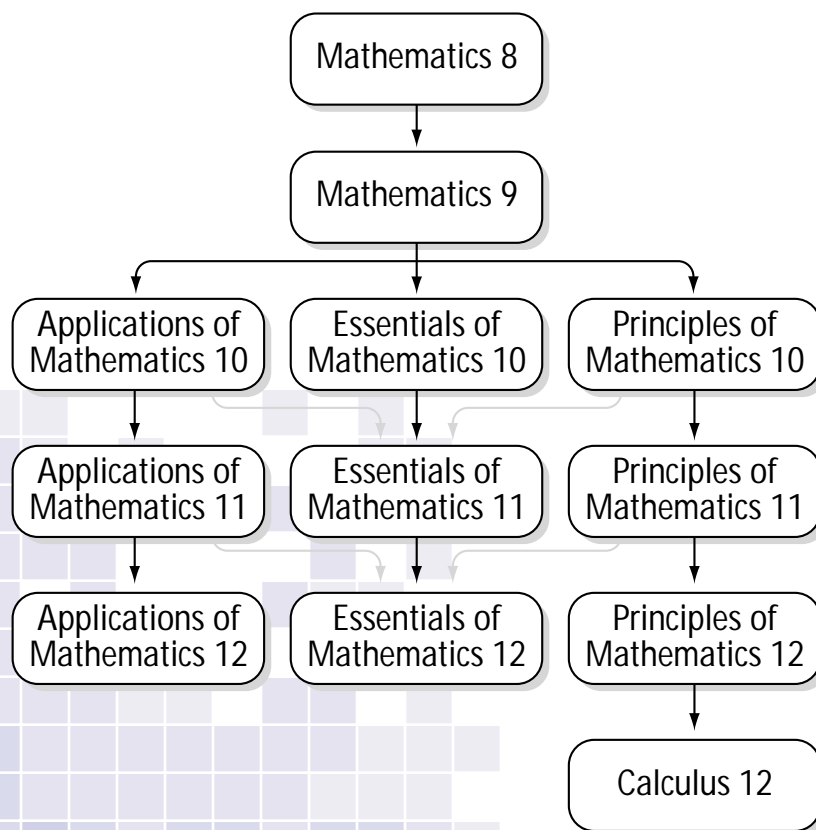 Mathematics 8
Mathematics 9
Applications of
Mathematics 10
Essentials of
Mathematics 10
Principles of
Mathematics 10
Applications of
Mathematics 11
Essentials of
Mathematics 11
Principles of
Mathematics 11
Applications of
Mathematics 12
Essentials of
Mathematics 12
Principles of
Mathematics 12
Calculus 12